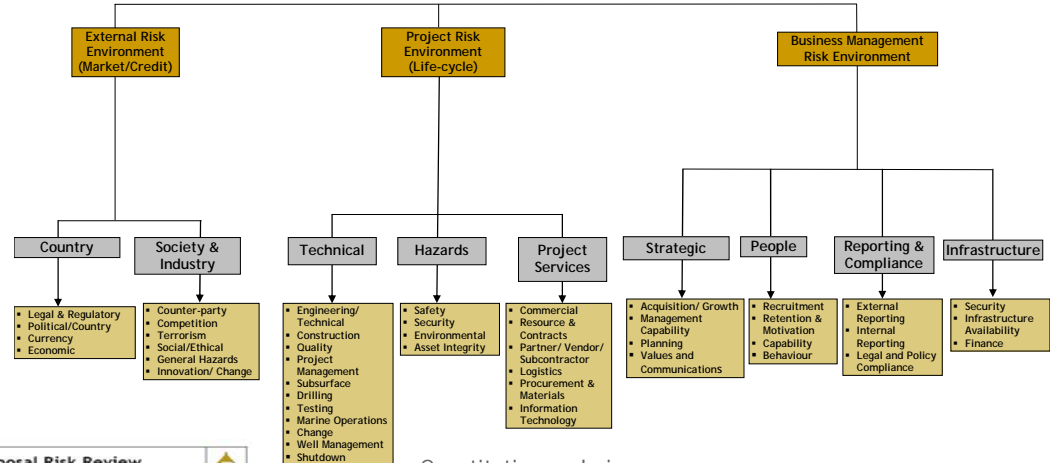 External Risk
Environment
(Market/Credit)
Project Risk
Environment
(Life-cycle)
Business Management
Risk Environment
Country
Society &
Industry
Technical
Hazards
Project
Services
Strategic
People
Reporting &
Compliance
Infrastructure
▪ Legal & Regulatory
▪ Political/Country
▪ Currency
▪ Economic
▪ Counter-party
▪ Competition
▪ Terrorism
▪ Social/Ethical
▪ General Hazards
▪ Innovation/ Change
▪ Engineering/
Technical
▪ Construction
▪ Quality
▪ Project
Management
▪ Subsurface
▪ Drilling
▪ Testing
▪ Marine Operations
▪ Change
▪ Well Management
▪ Shutdown
▪ Safety
▪ Security
▪ Environmental
▪ Asset Integrity
▪ Commercial
▪ Resource &
Contracts
▪ Partner/ Vendor/
Subcontractor
▪ Logistics
▪ Procurement &
Materials
▪ Information
Technology
▪ Acquisition/ Growth
▪ Management
Capability
▪ Planning
▪ Values and
Communications
▪ Recruitment
▪ Retention &
Motivation
▪ Capability
▪ Behaviour
▪ External
Reporting
▪ Internal
Reporting
▪ Legal and Policy
Compliance
▪ Security
▪ Infrastructure
Availability
▪ Finance
Risk Review